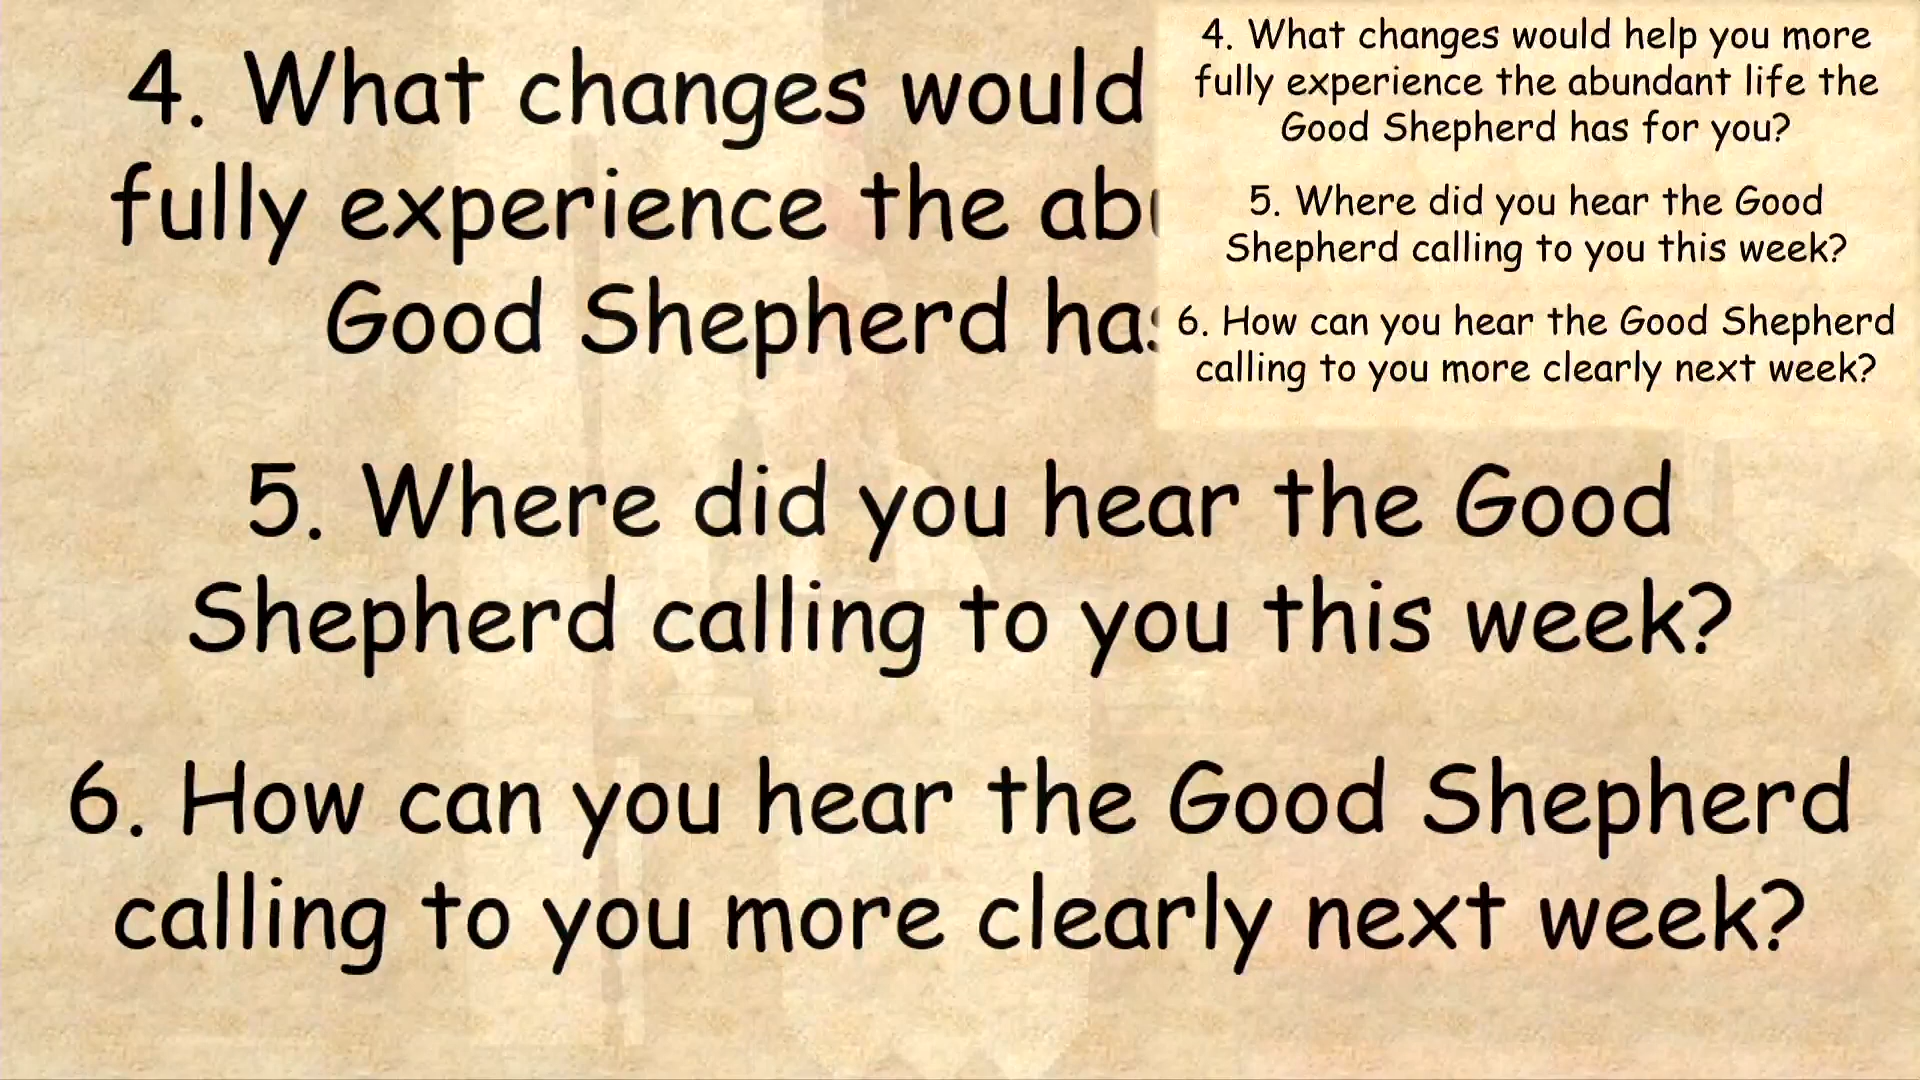 4. What changes would
fully experience the
Good Shepherd has
5. Where did you hear the Good
Shepherd calling to you this week?
6. How can you hear the Good Shepherd
calling to you more clearly next week?
4. What changes would help you more
fully experience the abundant life the
Good Shepherd has for you?
5. Where did you hear the Good
Shepherd calling to you this week?
6. How can you hear the Good Shepherd
calling to you more clearly next week?